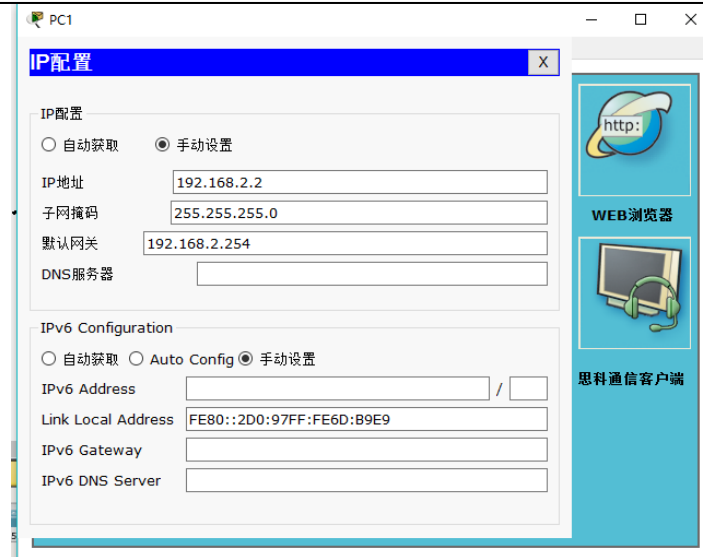 PC1
IP配置
X
IP配置
自动获取 手动设置
IP地址 192.168.2.2
子网掩码 255.255.255.0
默认网关 192.168.2.254
DNS服务器
IPv6 Configuration
自动获取 Auto Config 手动设置
IPv6 Address /
Link Local Address FE80::2D0:97FF:FE6D:B9E9
IPv6 Gateway
IPv6 DNS Server
http:
WEB浏览器
思科通信客户端
5